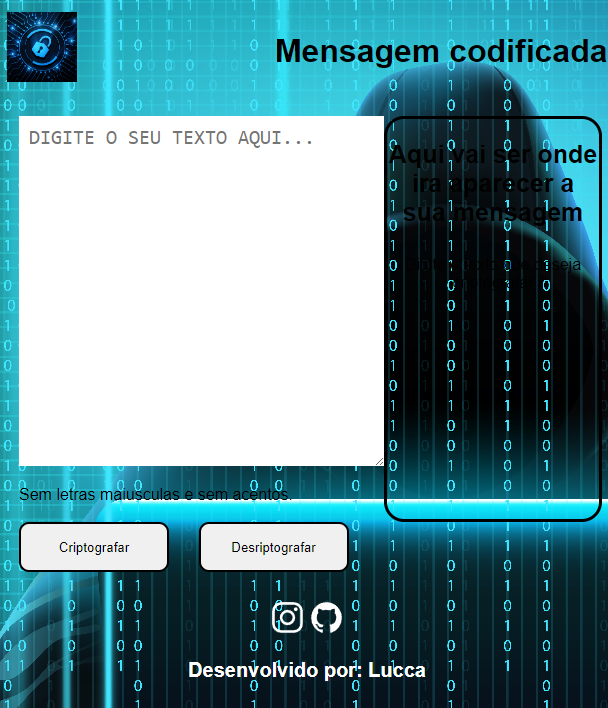 Mensagem codificada
DIGITE O SEU TEXTO AQUI...
Aqui vai ser onde
ira aparecer a
sua mensagem
Sem letras maiusculas e sem acentos.
Criptografar
Desriptografar
Desenvolvido por: Lucca